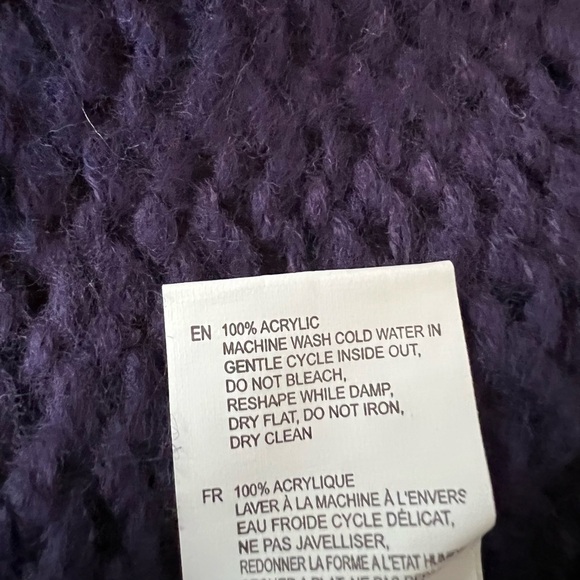 EN 100% ACRYLIC
MACHINE WASH COLD WATER IN
GENTLE CYCLE INSIDE OUT,
DO NOT BLEACH,
RESHAPE WHILE DAMP,
DRY FLAT, DO NOT IRON,
DRY CLEAN
FR 100% ACRYLIQUE
LAVER À LA MACHINE À L'ENVERS
EAU FROIDE CYCLE DÉLICAT,
NE PAS JAVELLISER,
REDONNER LA FORME A L'ETAT